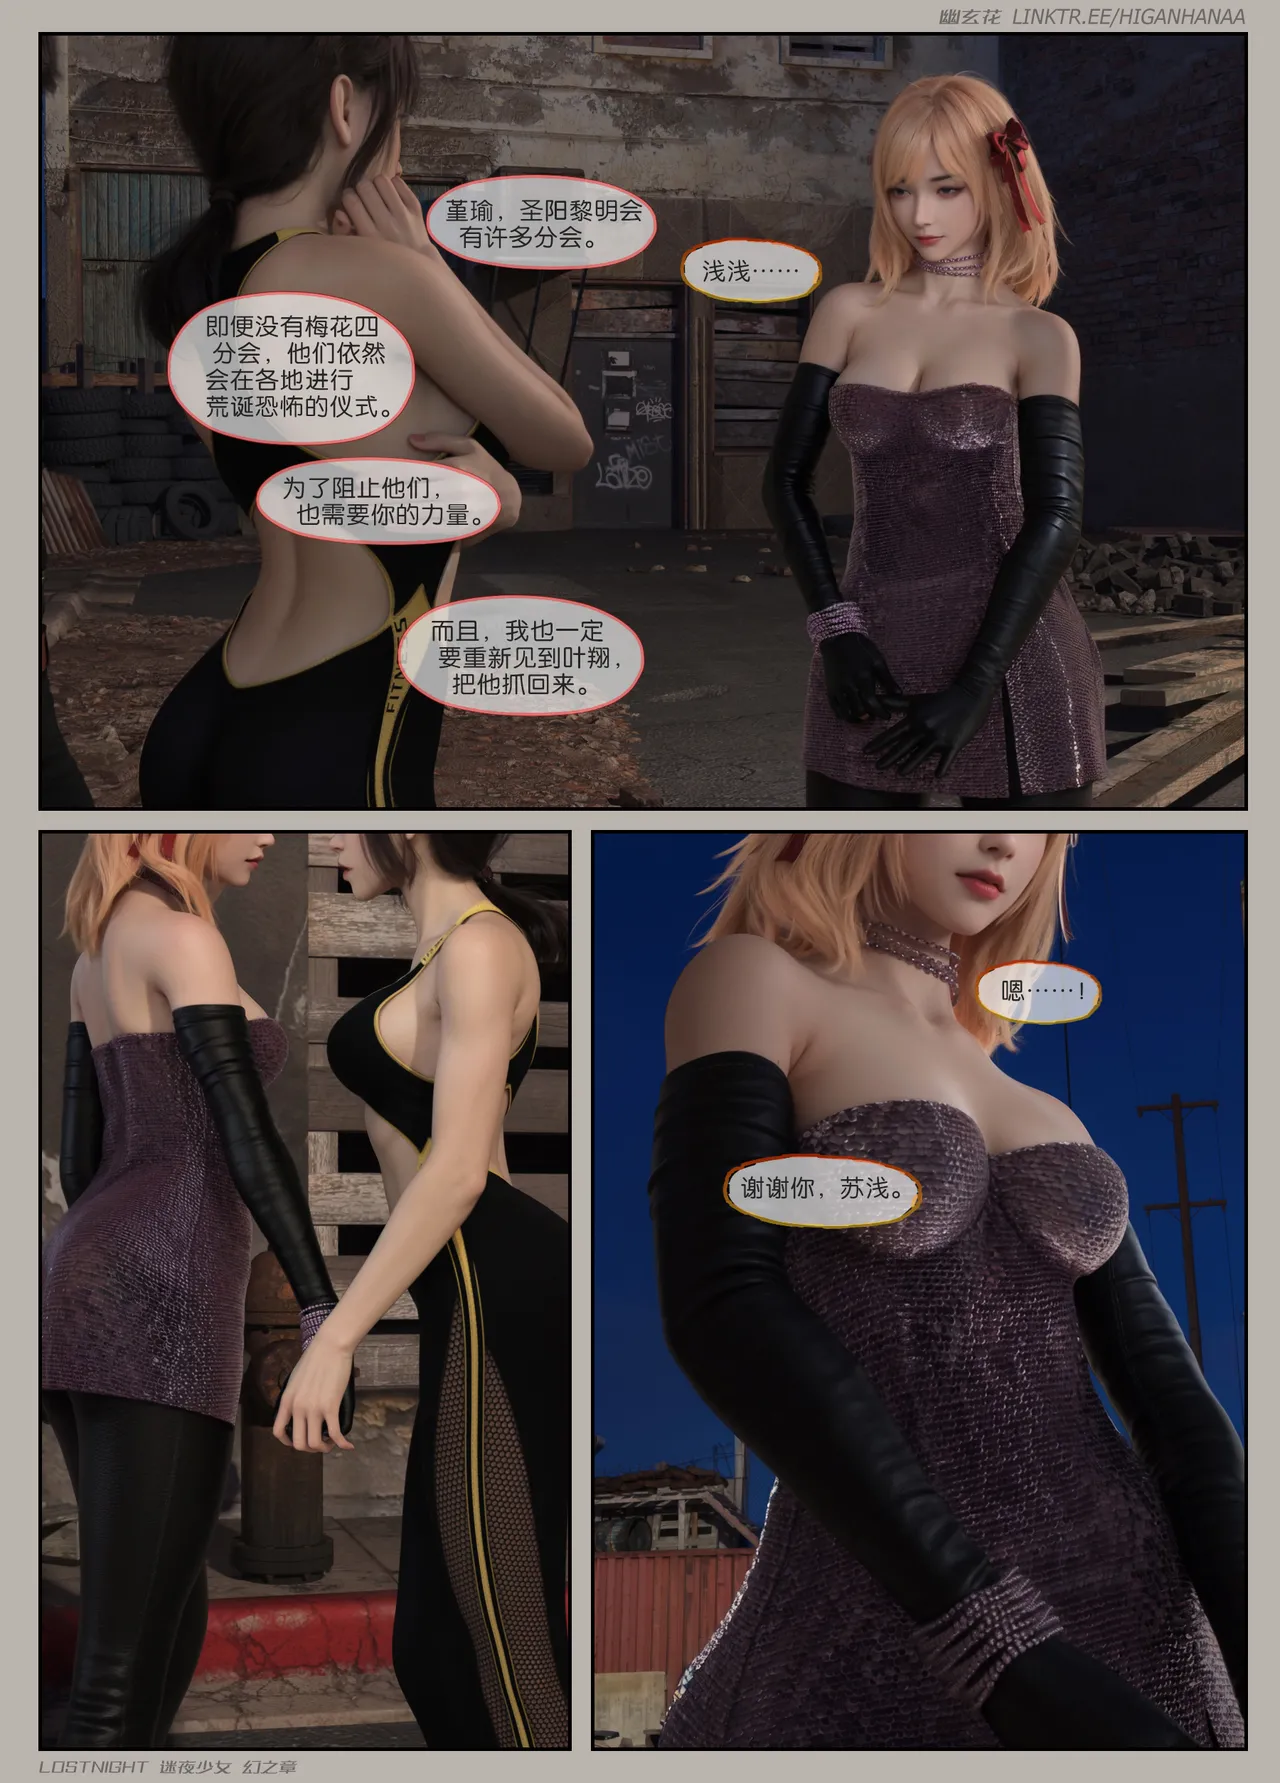 幽玄花 LINKTR.EE/HIGANHANAA
堇瑜，圣阳黎明会
有许多分会。
浅浅……
即便没有梅花四
分会，他们依然
会在各地进行
荒诞恐怖的仪式。
为了阻止他们，
也需要你的力量。
而且，我也一定
要重新见到叶翔，
把他抓回来。
FITNESS
嗯……！
谢谢你，苏浅。
LOSTNIGHT 迷夜少女 幻之章